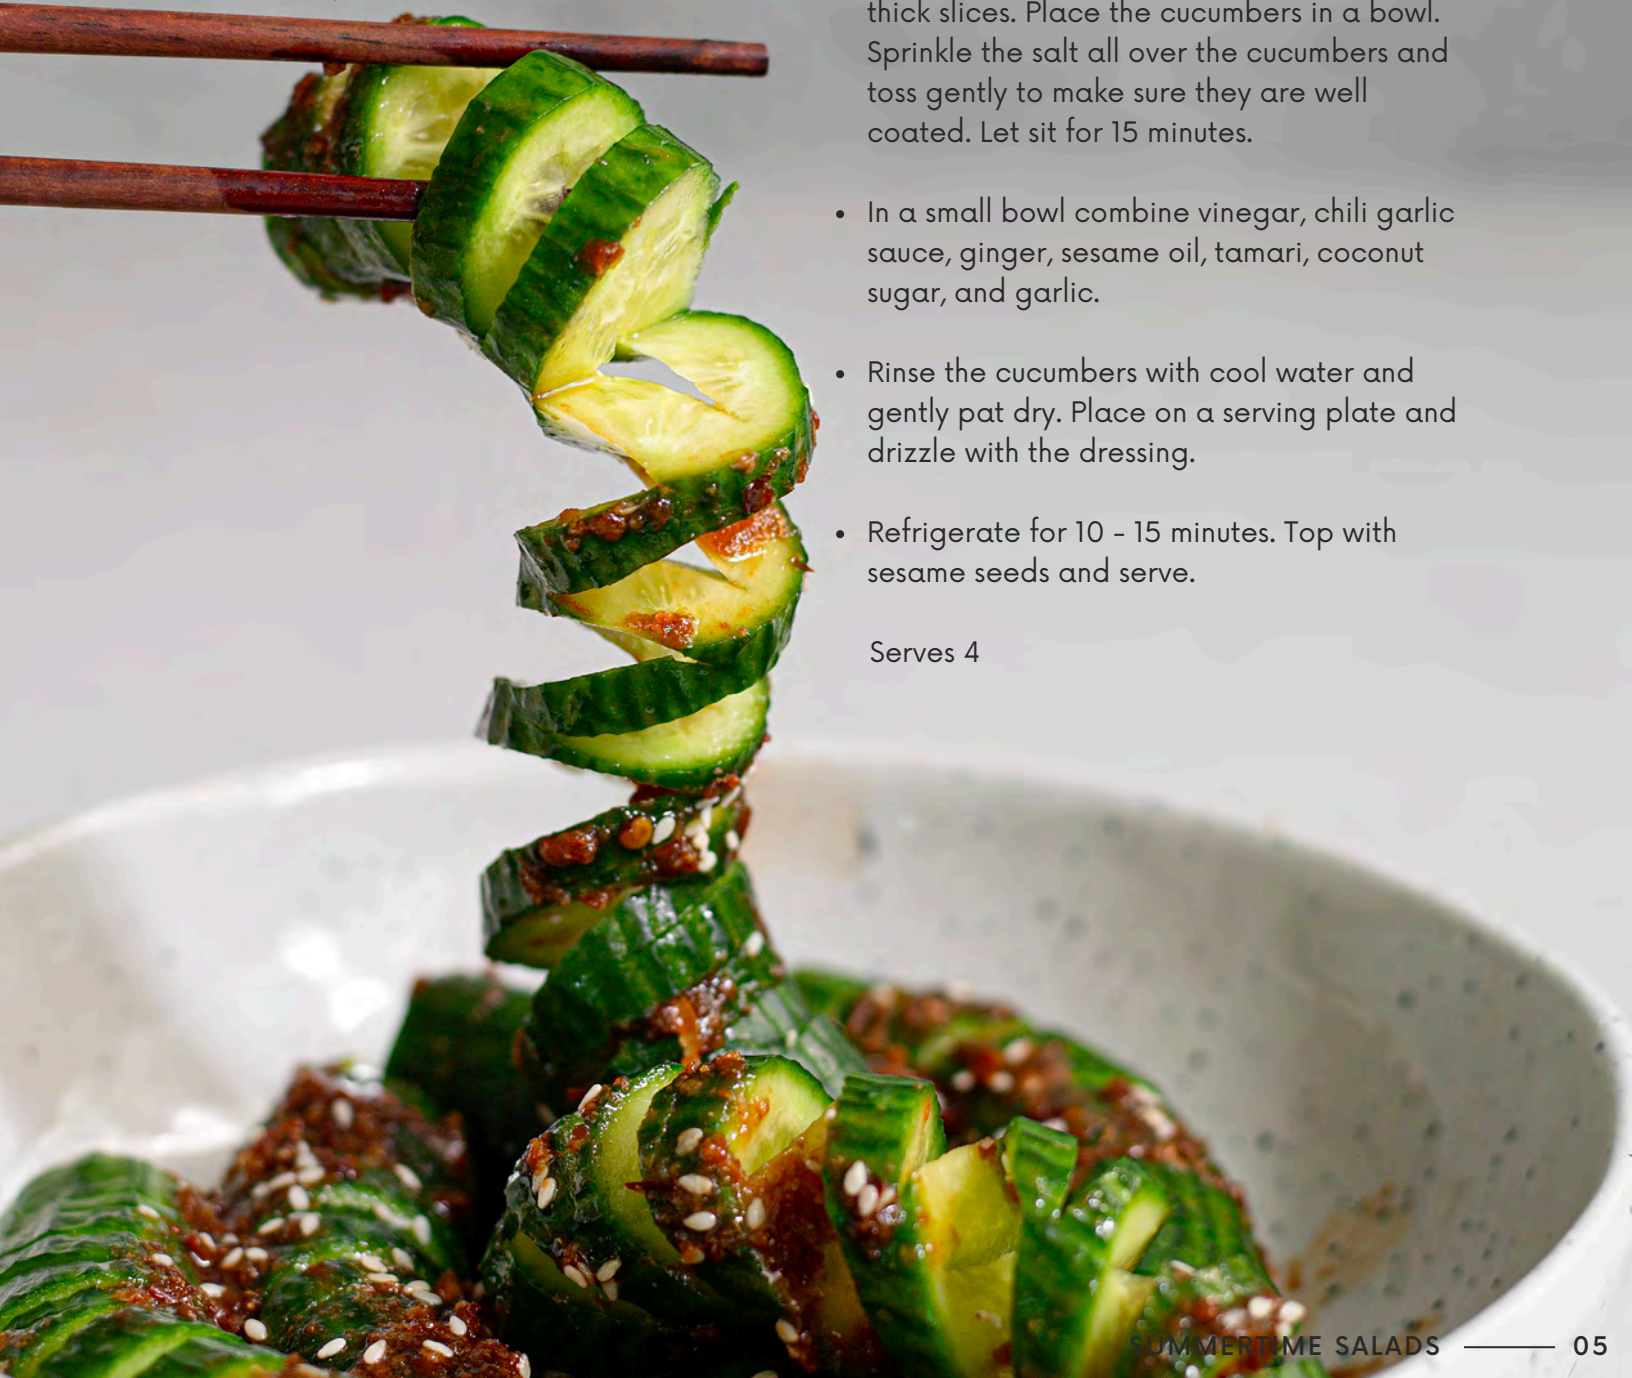 thick slices. Place the cucumbers in a bowl.
Sprinkle the salt all over the cucumbers and
toss gently to make sure they are well
coated. Let sit for 15 minutes.
• In a small bowl combine vinegar, chili garlic
sauce, ginger, sesame oil, tamari, coconut
sugar, and garlic.
• Rinse the cucumbers with cool water and
gently pat dry. Place on a serving plate and
drizzle with the dressing.
• Refrigerate for 10 - 15 minutes. Top with
sesame seeds and serve.
Serves 4
SUMMERTIME SALADS 05